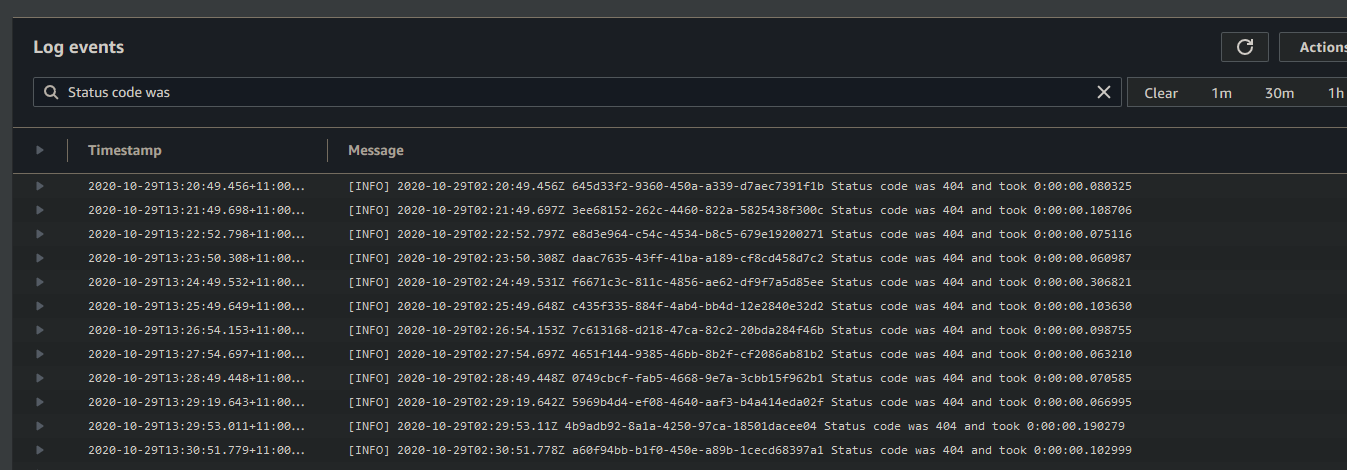 Log events
Actions
Status code was
Clear 1m 30m 1h
Timestamp Message
2020-10-29T13:20:49.456+11:00... [INFO] 2020-10-29T02:20:49.456Z 645d33f2-9360-450a-a339-d7aec7391f1b Status code was 404 and took 0:00:00.080325
2020-10-29T13:21:49.698+11:00... [INFO] 2020-10-29T02:21:49.697Z 3ee68152-262c-4460-822a-5825438f300c Status code was 404 and took 0:00:00.108706
2020-10-29T13:22:52.798+11:00... [INFO] 2020-10-29T02:22:52.797Z e8d3e964-c54c-4534-b8c5-679e19200271 Status code was 404 and took 0:00:00.075116
2020-10-29T13:23:50.308+11:00... [INFO] 2020-10-29T02:23:50.308Z daac7635-43ff-41ba-a189-cf8cd458d7c2 Status code was 404 and took 0:00:00.060987
2020-10-29T13:24:49.532+11:00... [INFO] 2020-10-29T02:24:49.531Z f6671c3c-811c-4856-ae62-df9f7a5d85ee Status code was 404 and took 0:00:00.306821
2020-10-29T13:25:49.649+11:00... [INFO] 2020-10-29T02:25:49.648Z c435f335-884f-4ab4-bb4d-12e2840e32d2 Status code was 404 and took 0:00:00.103630
2020-10-29T13:26:54.153+11:00... [INFO] 2020-10-29T02:26:54.153Z 7c613168-d218-47ca-82c2-20bda284f46b Status code was 404 and took 0:00:00.098755
2020-10-29T13:27:54.697+11:00... [INFO] 2020-10-29T02:27:54.697Z 4651f144-9385-46bb-8b2f-cf2086ab81b2 Status code was 404 and took 0:00:00.063210
2020-10-29T13:28:49.448+11:00... [INFO] 2020-10-29T02:28:49.448Z 0749cbcf-fab5-4668-9e7a-3cbb15f962b1 Status code was 404 and took 0:00:00.070585
2020-10-29T13:29:19.643+11:00... [INFO] 2020-10-29T02:29:19.642Z 5969b4d4-ef08-4640-aaf3-b4a414eda02f Status code was 404 and took 0:00:00.066995
2020-10-29T13:29:53.011+11:00... [INFO] 2020-10-29T02:29:53.11Z 4b9adb92-8a1a-4250-97ca-18501dacee04 Status code was 404 and took 0:00:00.190279
2020-10-29T13:30:51.779+11:00... [INFO] 2020-10-29T02:30:51.778Z a60f94bb-b1f0-450e-a89b-1cecd68397a1 Status code was 404 and took 0:00:00.102999